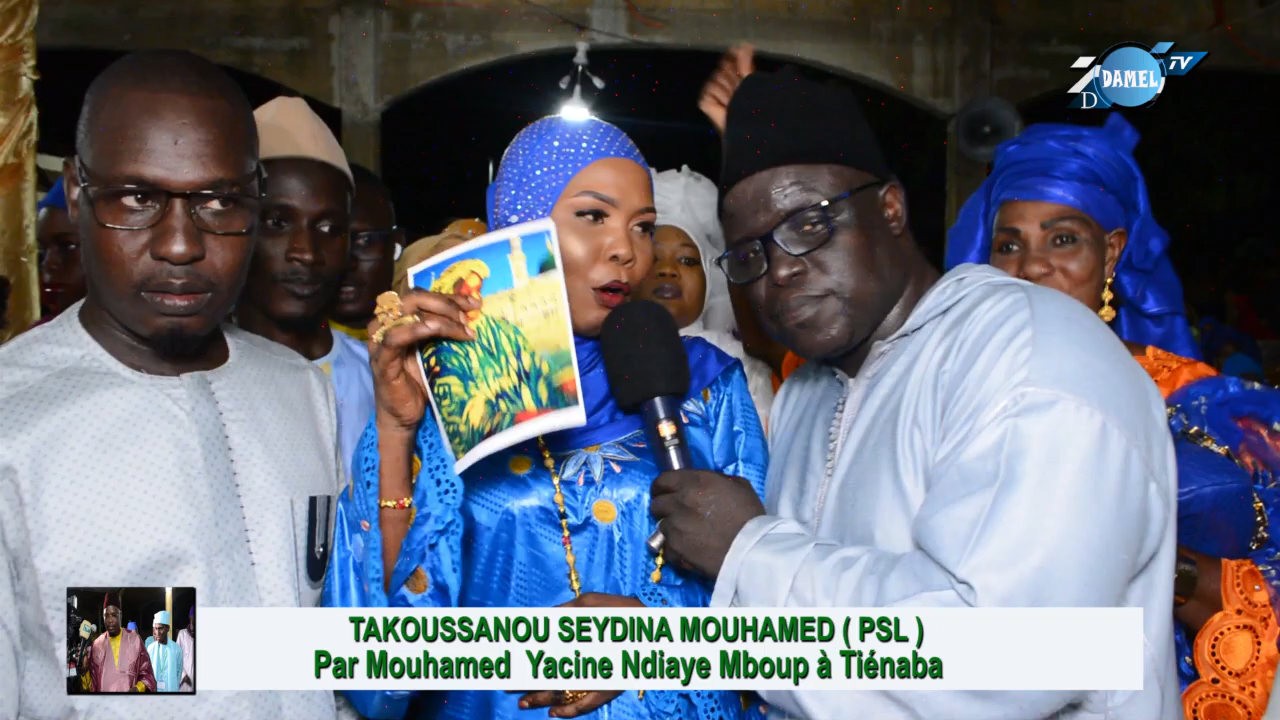 D DAMEL TV
TAKOUSSANOU SEYDINA MOUHAMED ( PSL )
Par Mouhamed Yacine Ndiaye Mboup à Tiénaba